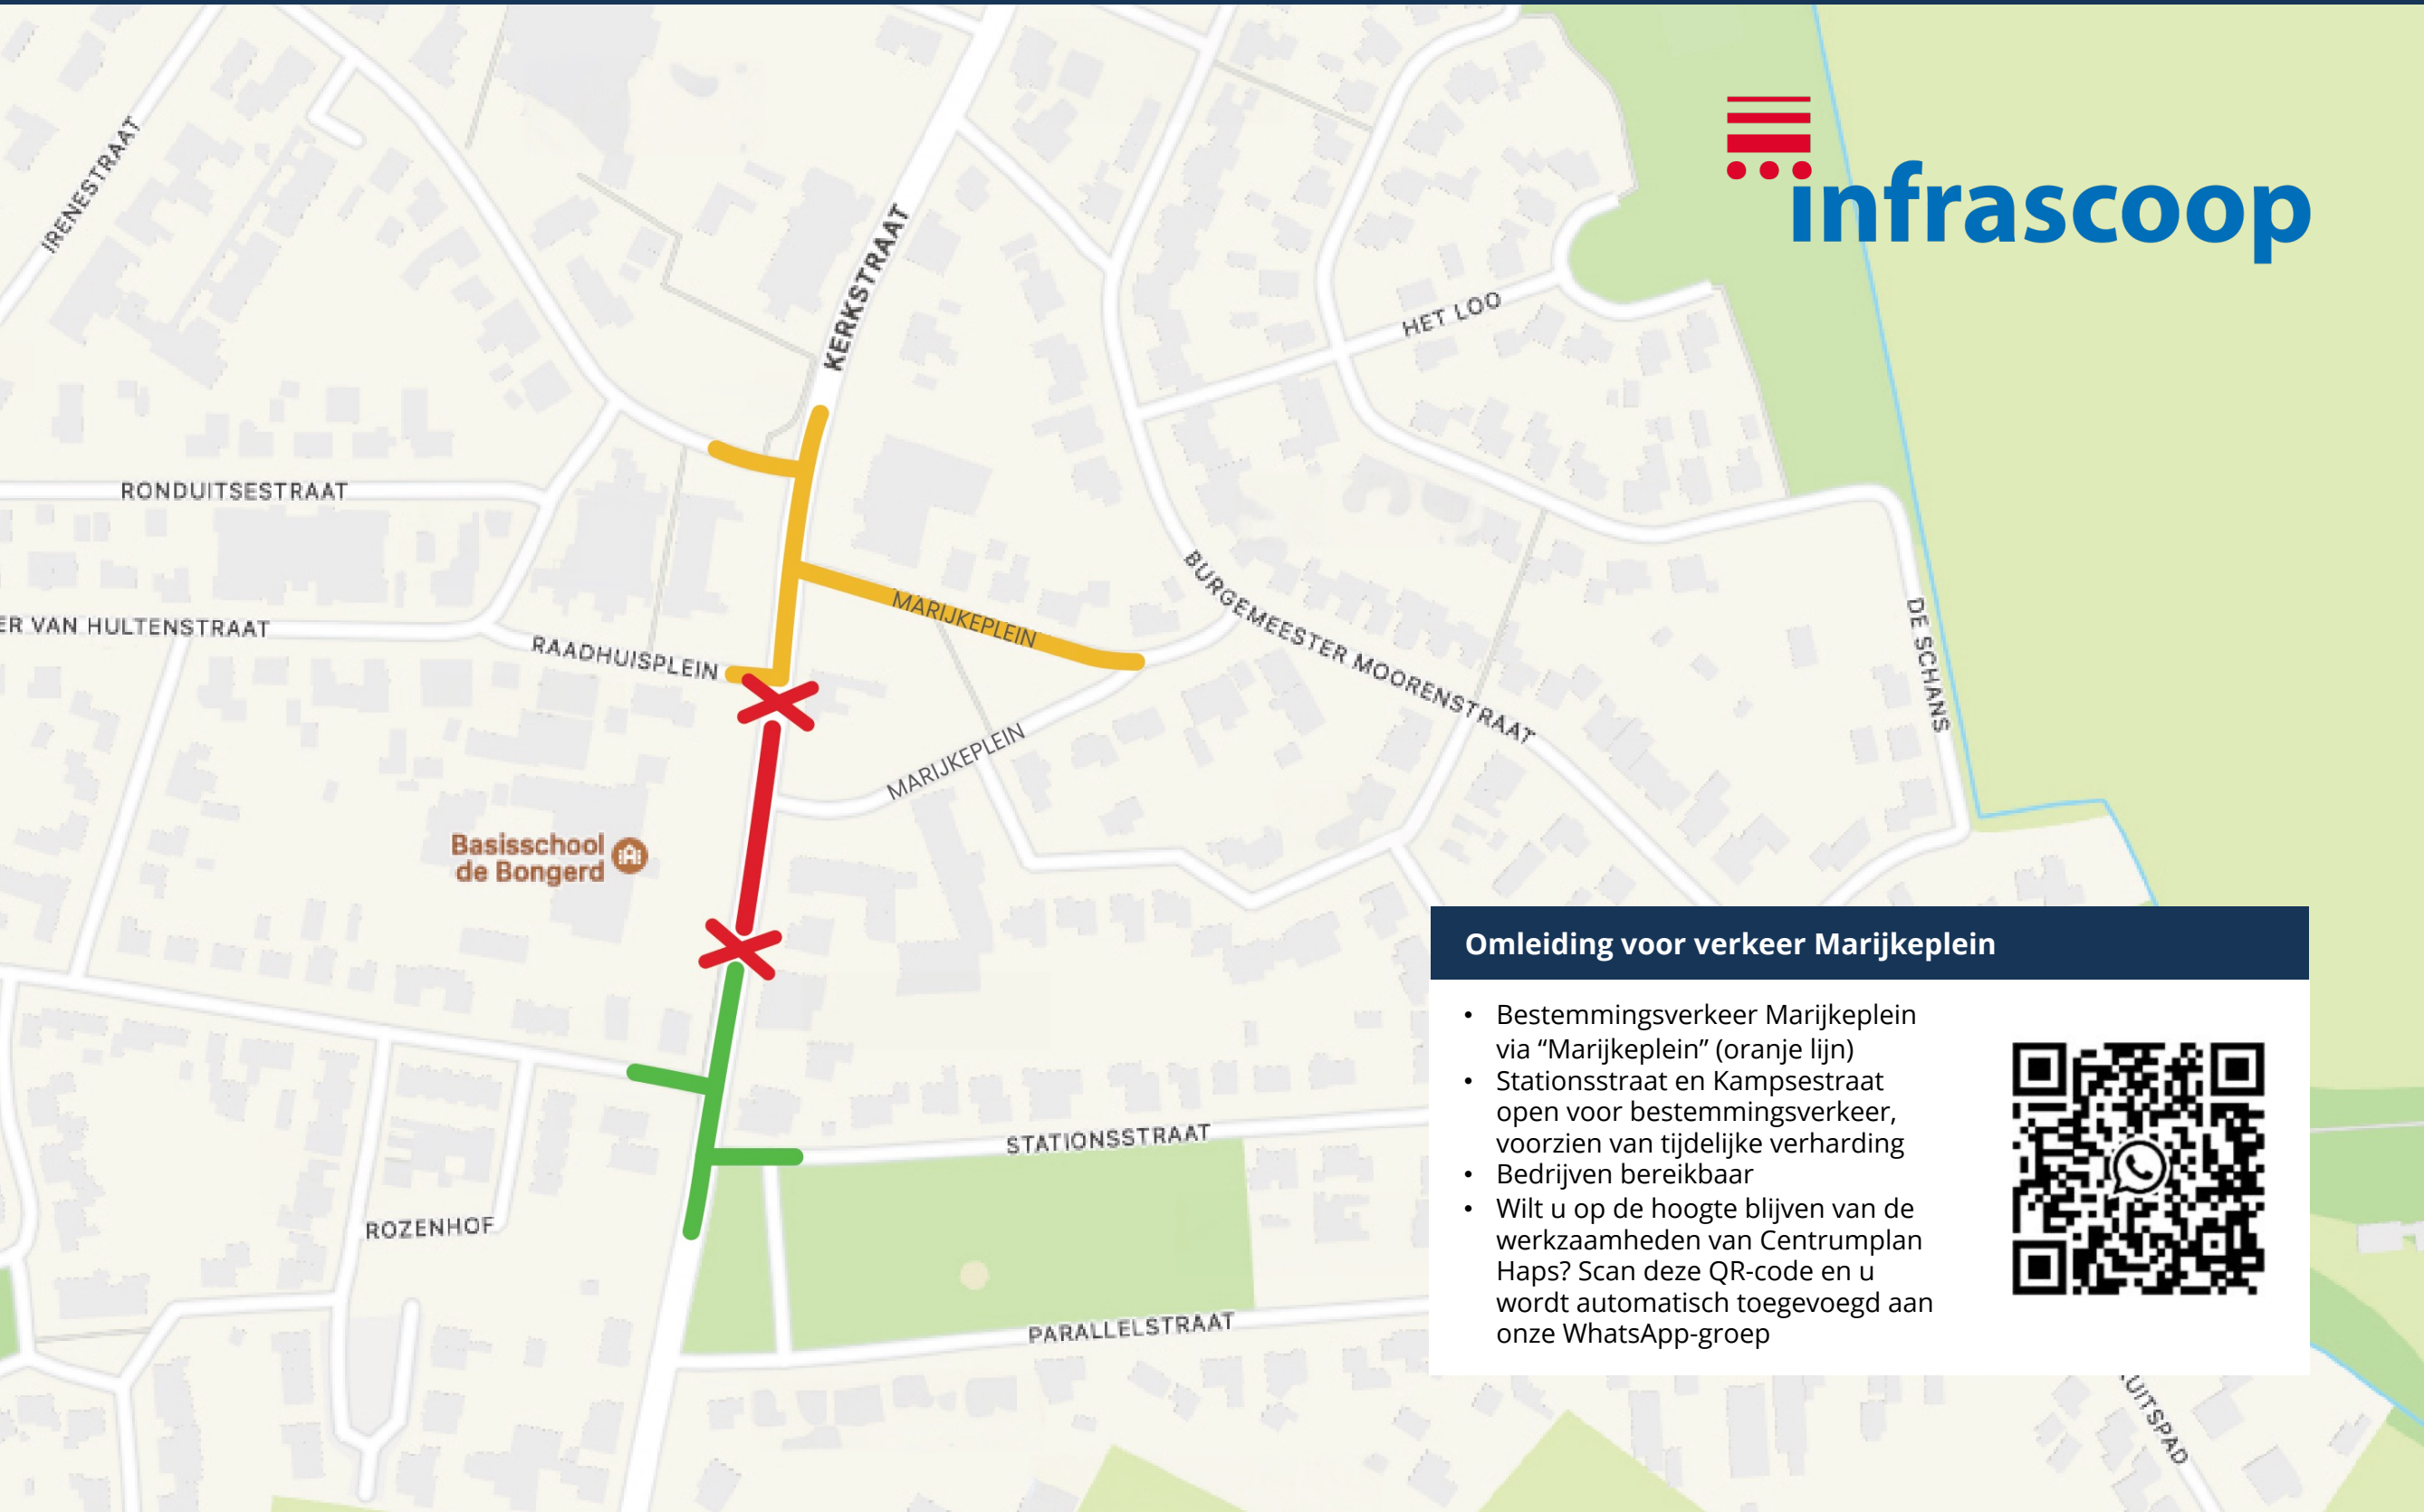 infrascoop
IRENESTRAAT
KERKSTRAAT
HET LOO
RONDUITSESTRAAT
ER VAN HULTENSTRAAT
RAADHUISPLEIN
MARIJKEPLEIN
BURGEMEESTER MOORENSTRAAT
DE SCHANS
MARIJKEPLEIN
Basisschool
de Bongerd
STATIONSSTRAAT
ROZENHOF
PARALLELSTRAAT
Omleiding voor verkeer Marijkeplein
• Bestemmingsverkeer Marijkeplein
via “Marijkeplein” (oranje lijn)
• Stationsstraat en Kampsestraat
open voor bestemmingsverkeer,
voorzien van tijdelijke verharding
• Bedrijven bereikbaar
• Wilt u op de hoogte blijven van de
werkzaamheden van Centrumplan
Haps? Scan deze QR-code en u
wordt automatisch toegevoegd aan
onze WhatsApp-groep
UITSPAD